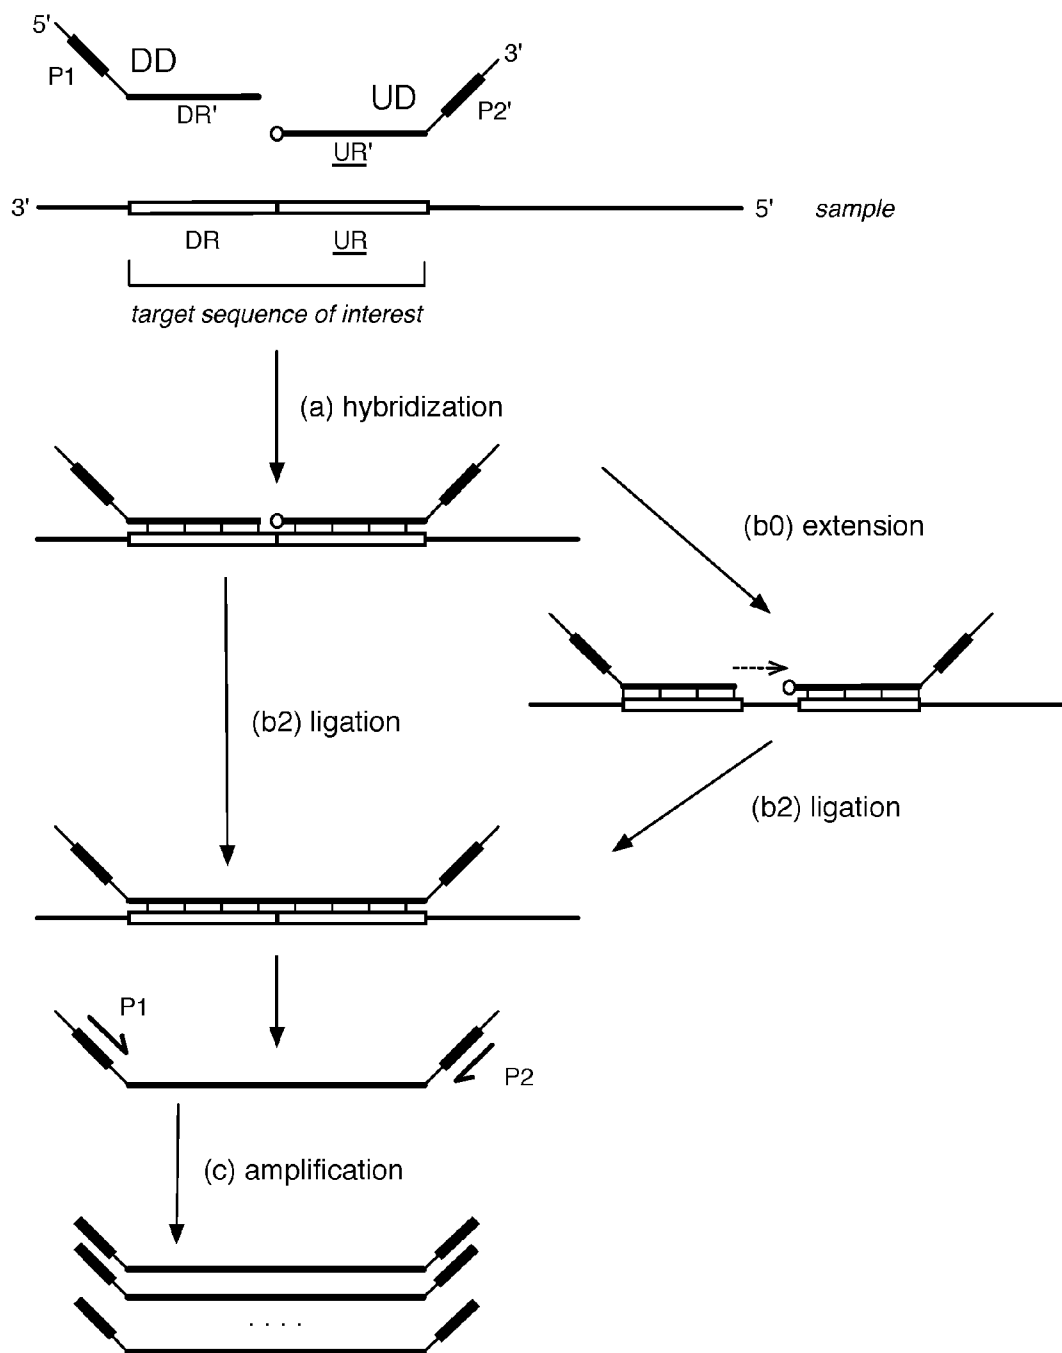 5'
P1
DD
DR'
3'
UD
P2'
UR'
3'
5'
sample
DR
UR
target sequence of interest
(a) hybridization
(b0) extension
(b2) ligation
(b2) ligation
P1
P2
(c) amplification
. . . .